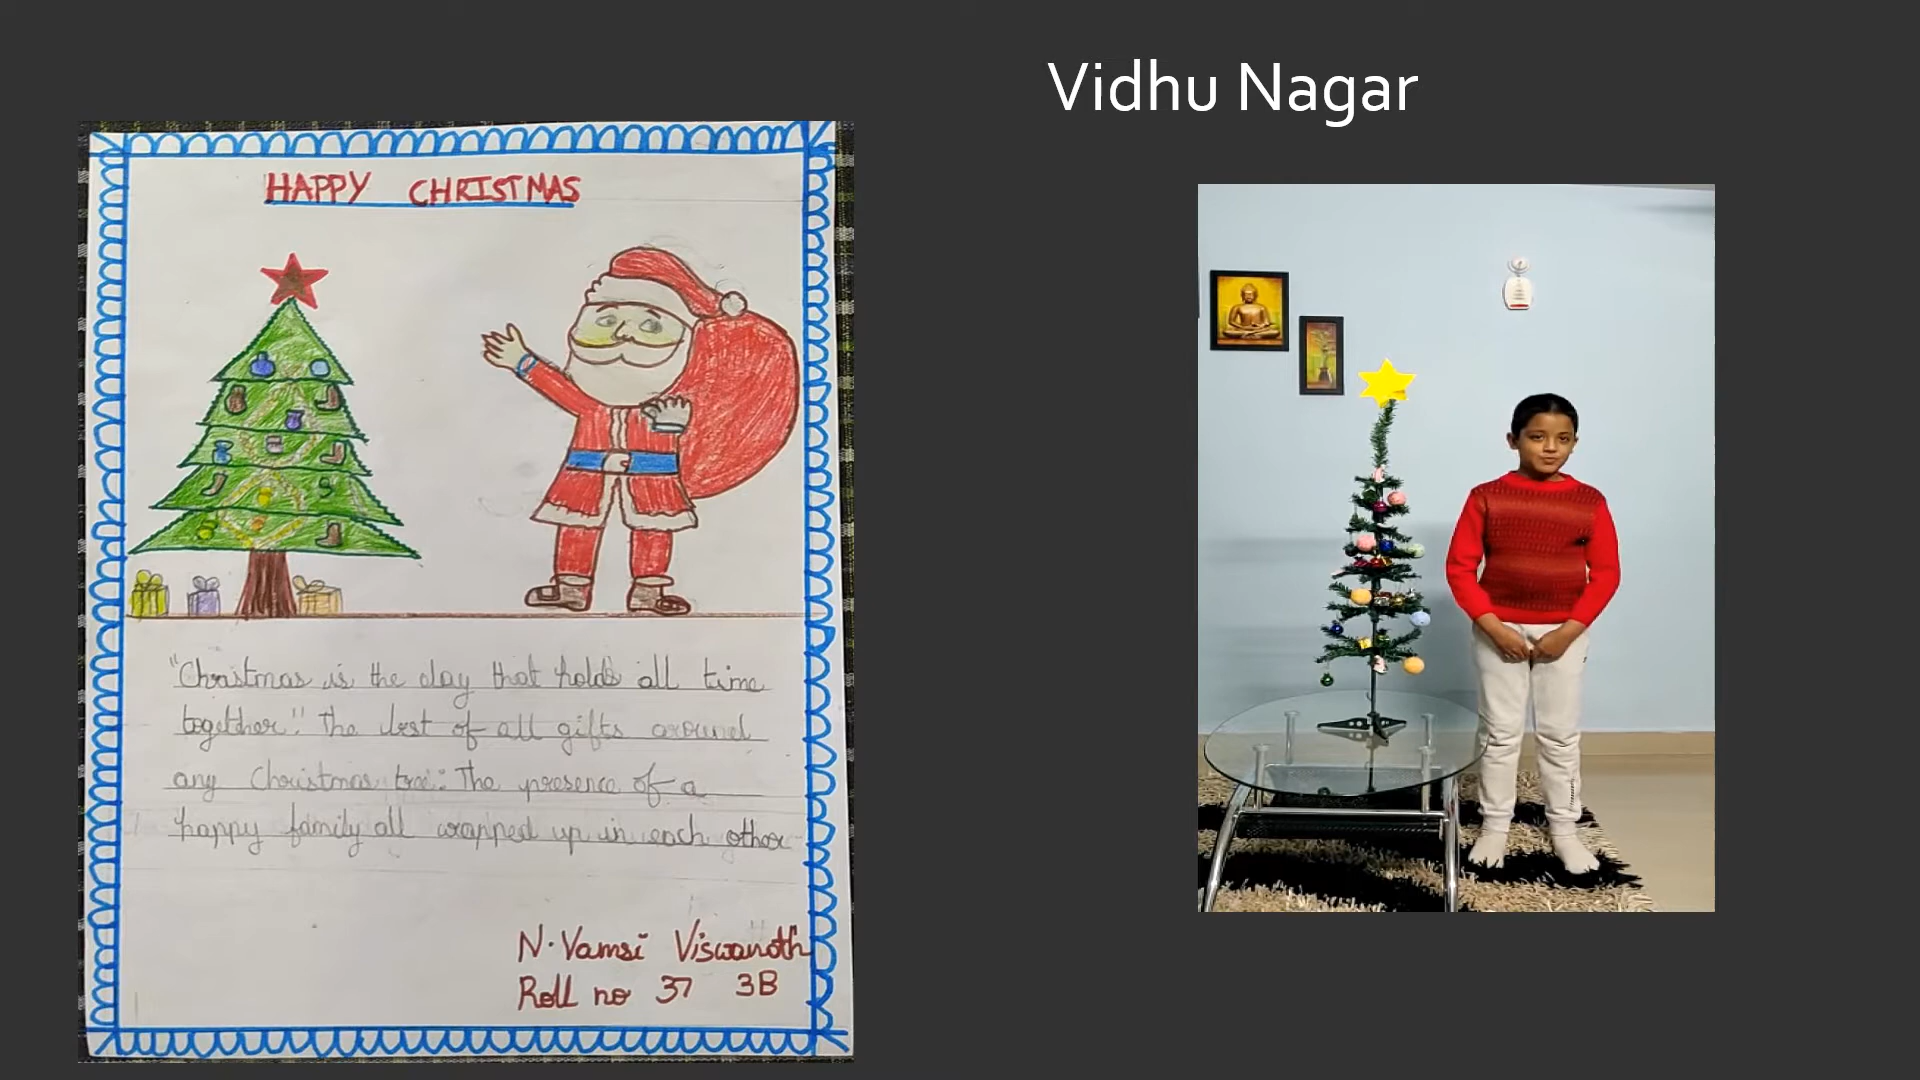 Vidhu Nagar
HAPPY CHRISTMAS
"Christmas is the day that holds all time
together." The best of all gifts around
any Christmas tree: The presence of a
happy family all wrapped up in each other
N. Vamsi Viswanath
Roll no 37 3B